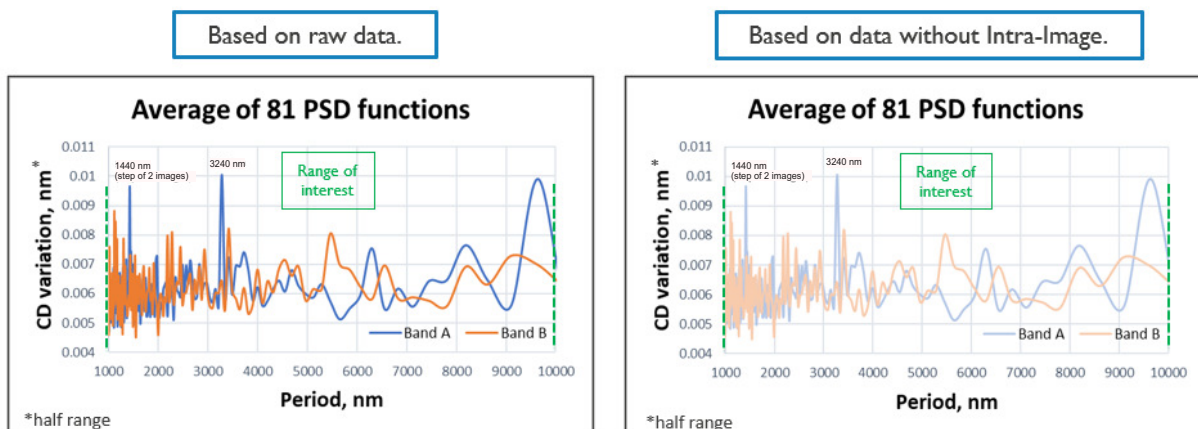 Based on raw data.
Average of 81 PSD functions
CD variation, nm*
0.011
0.01
0.009
0.008
0.007
0.006
0.005
0.004
1440 nm
(step of 2 images)
3240 nm
Range of
interest
Band A
Band B
1000 2000 3000 4000 5000 6000 7000 8000 9000 10000
Period, nm
*half range
Based on data without Intra-Image.
Average of 81 PSD functions
CD variation, nm*
0.011
0.01
0.009
0.008
0.007
0.006
0.005
0.004
1440 nm
(step of 2 images)
3240 nm
Range of
interest
Band A
Band B
1000 2000 3000 4000 5000 6000 7000 8000 9000 10000
Period, nm
*half range